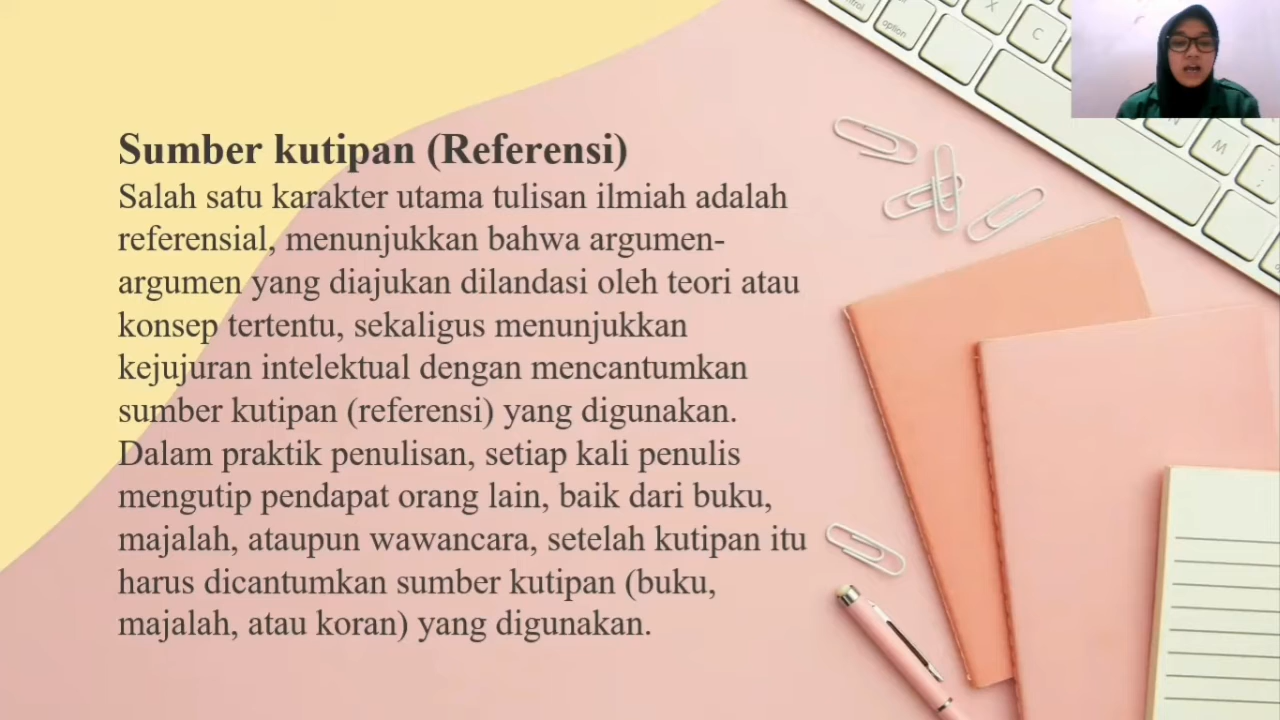 Sumber kutipan (Referensi)
Salah satu karakter utama tulisan ilmiah adalah
referensial, menunjukkan bahwa argumen-
argumen yang diajukan dilandasi oleh teori atau
konsep tertentu, sekaligus menunjukkan
kejujuran intelektual dengan mencantumkan
sumber kutipan (referensi) yang digunakan.
Dalam praktik penulisan, setiap kali penulis
mengutip pendapat orang lain, baik dari buku,
majalah, ataupun wawancara, setelah kutipan itu
harus dicantumkan sumber kutipan (buku,
majalah, atau koran) yang digunakan.
option
X
C
M